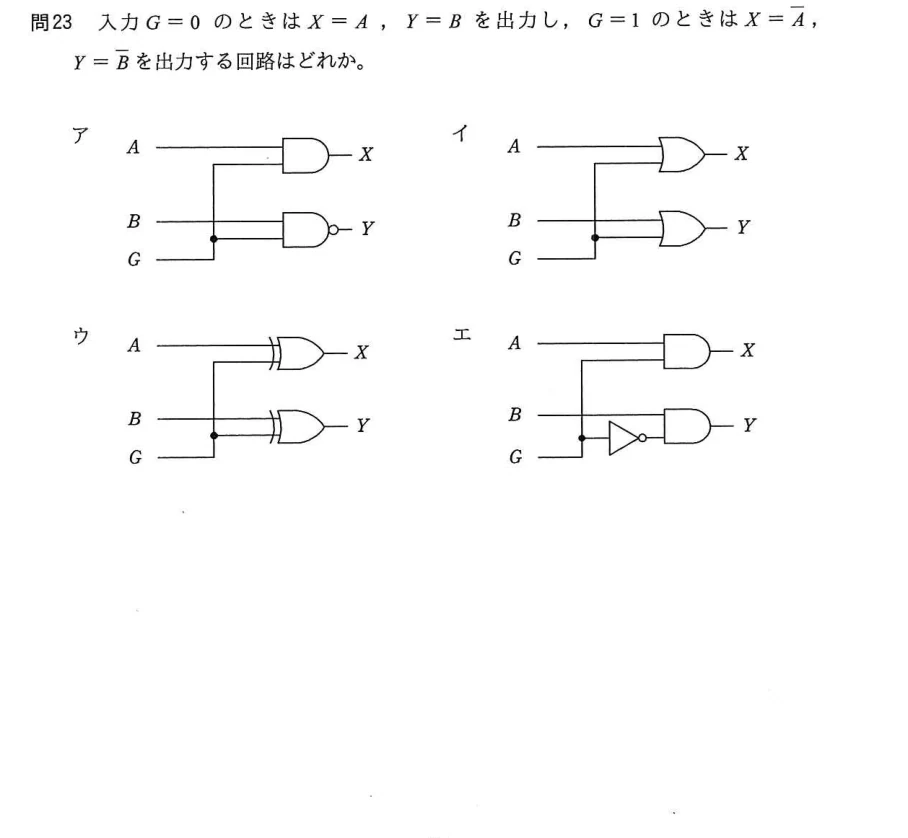 問23 入力 G = 0 のときは X = A , Y = B を出力し, G = 1 のときは X = A̅ ,
Y = B̅ を出力する回路はどれか。
ア
イ
A
X
A
X
B
Y
B
Y
G
G
ウ
エ
A
X
A
X
B
Y
B
Y
G
G